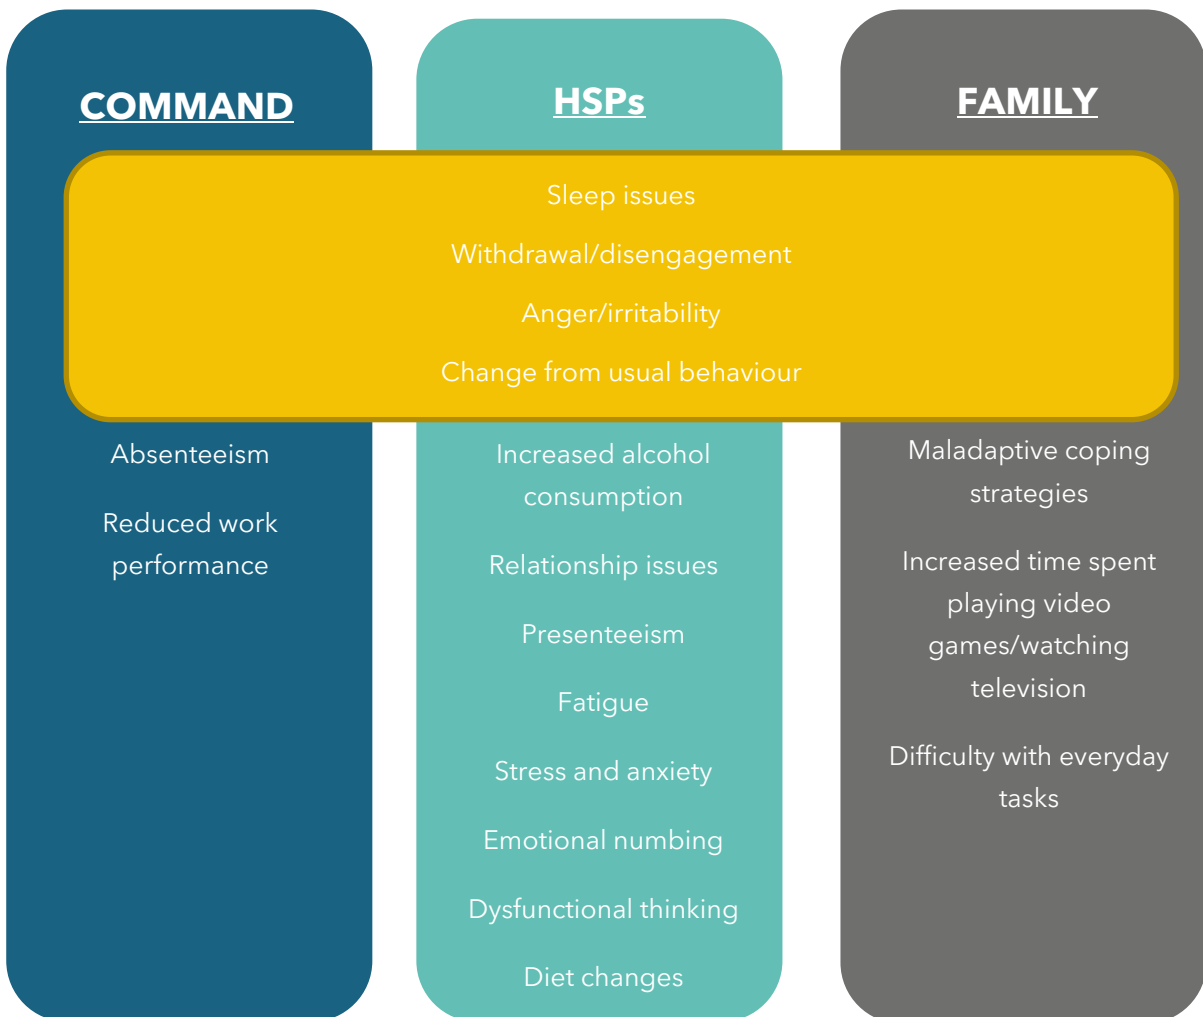 COMMAND
HSPs
FAMILY
Sleep issues
Withdrawal/disengagement
Anger/irritability
Change from usual behaviour
Absenteeism
Reduced work
performance
Increased alcohol
consumption
Relationship issues
Presenteeism
Fatigue
Stress and anxiety
Emotional numbing
Dysfunctional thinking
Diet changes
Maladaptive coping
strategies
Increased time spent
playing video
games/watching
television
Difficulty with everyday
tasks